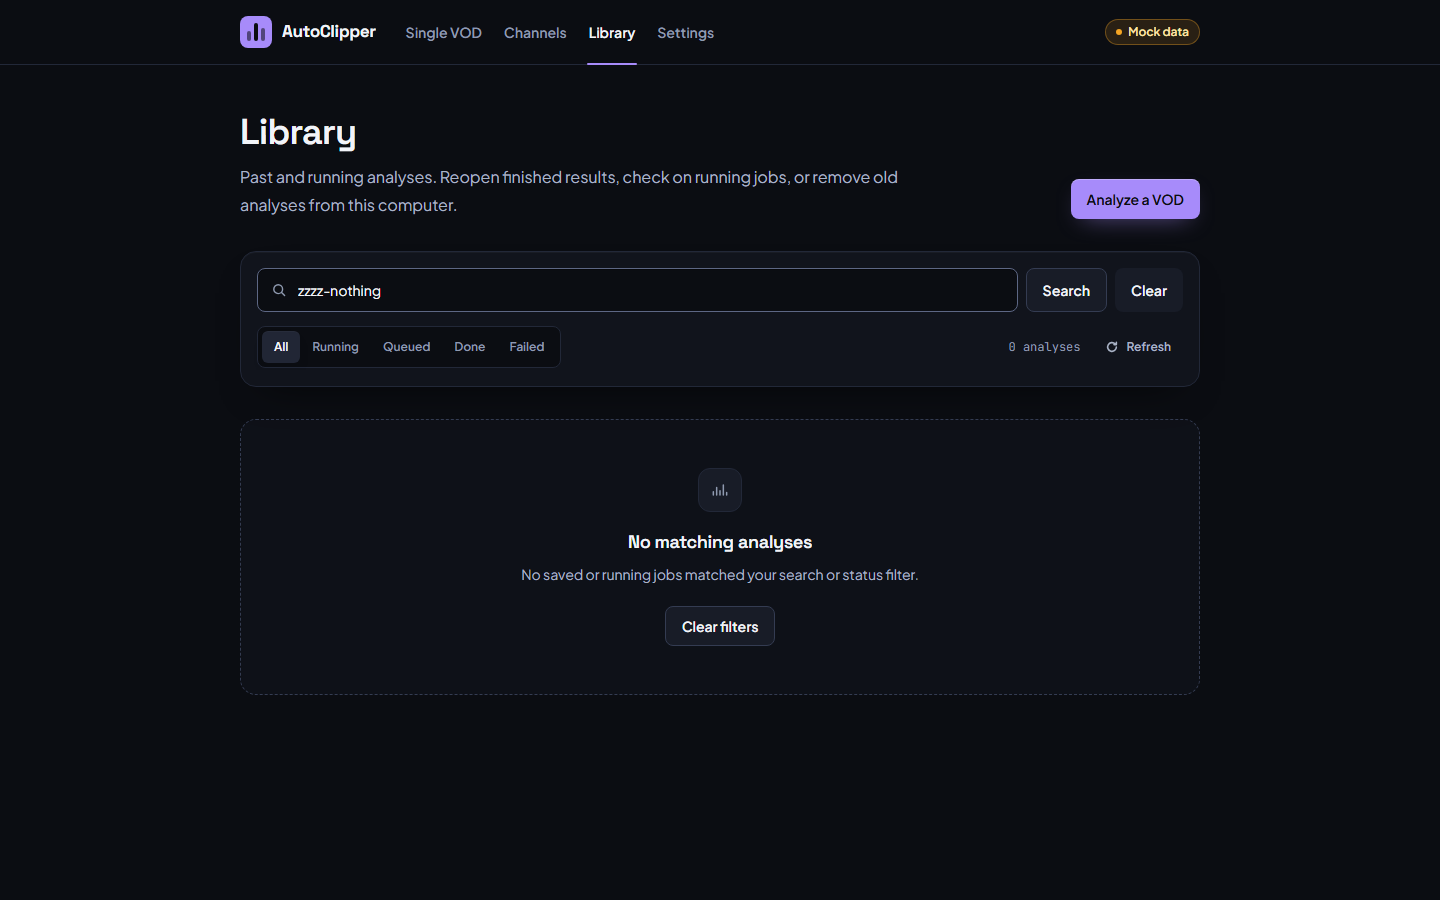 AutoClipper
Single VOD
Channels
Library
Settings
Mock data
Library
Past and running analyses. Reopen finished results, check on running jobs, or remove old
analyses from this computer.
Analyze a VOD
zzzz-nothing
Search
Clear
All
Running
Queued
Done
Failed
0 analyses
Refresh
No matching analyses
No saved or running jobs matched your search or status filter.
Clear filters